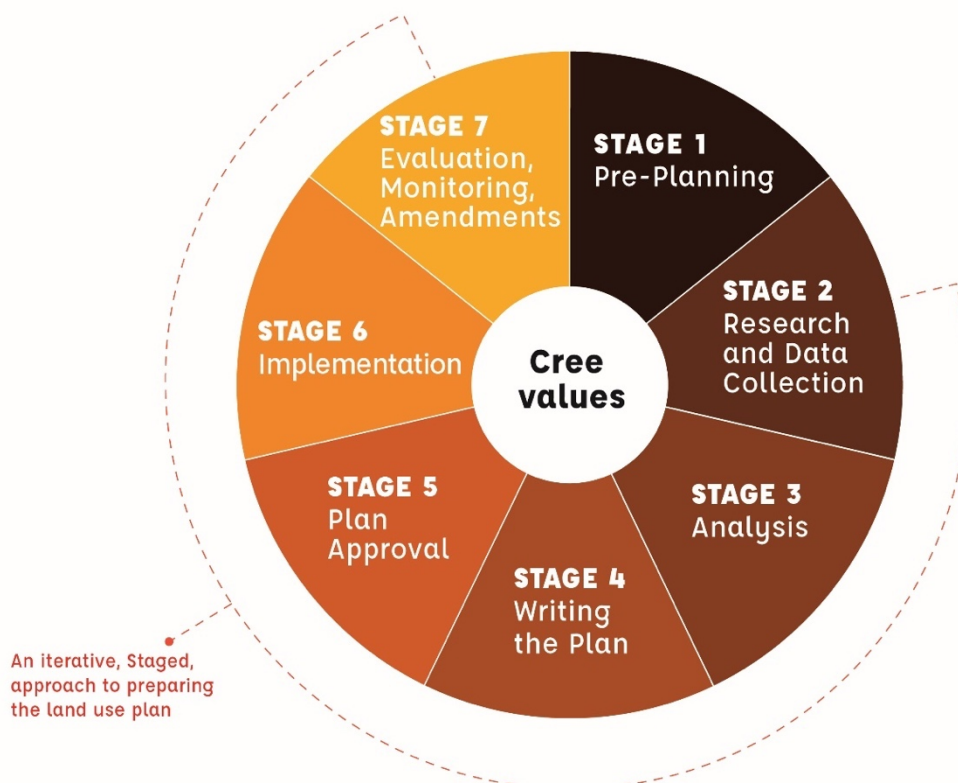 STAGE 1
Pre-Planning
STAGE 2
Research
and Data
Collection
STAGE 3
Analysis
STAGE 4
Writing
the Plan
STAGE 5
Plan
Approval
STAGE 6
Implementation
STAGE 7
Evaluation,
Monitoring,
Amendments
Cree
values
An iterative, Staged,
approach to preparing
the land use plan